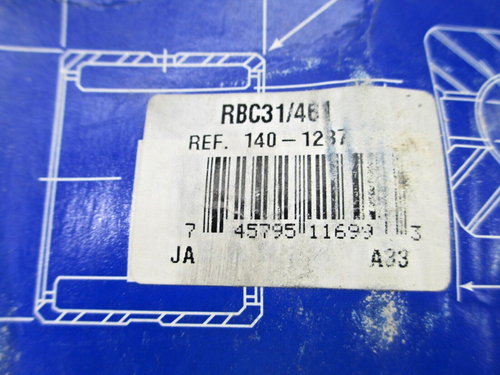 RBC31/461
REF. 140-1287
7 45795 11699 3
JA A33